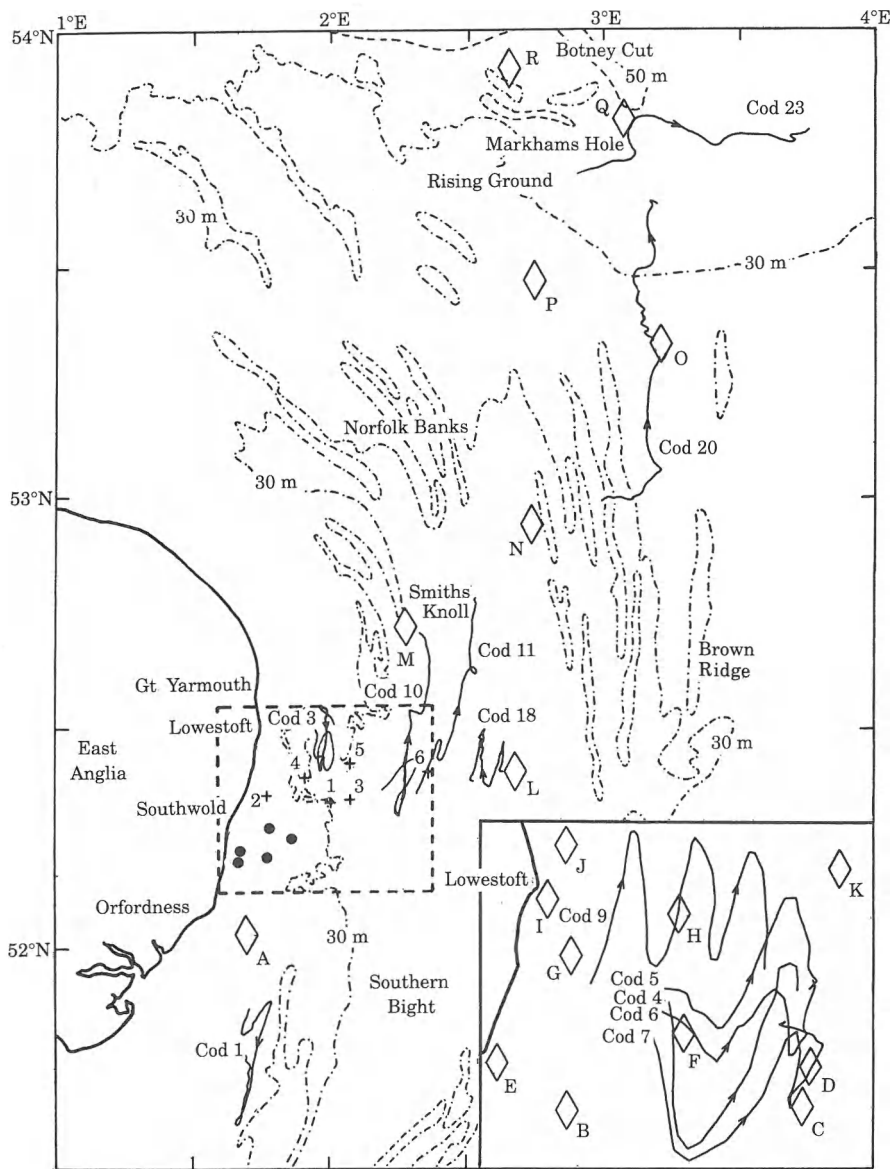 1°E 2°E 3°E 4°E
54°N
Botney Cut
R
50 m
Q
Cod 23
Markhams Hole
Rising Ground
30 m
30 m
P
O
Norfolk Banks
Cod 20
30 m
53°N
N
Smiths
Knoll
M
Cod 11
Brown
Ridge
Gt Yarmouth
Cod 10
Lowestoft
Cod 3
Cod 18
30 m
East
Anglia
5
4
6
L
Southwold
2
1
3
J
K
Lowestoft
Orfordness
I
Cod 9
H
52°N
A
30 m
G
Southern
Bight
Cod 5
Cod 4
Cod 6
Cod 7
F
Cod 1
E
D
B
C